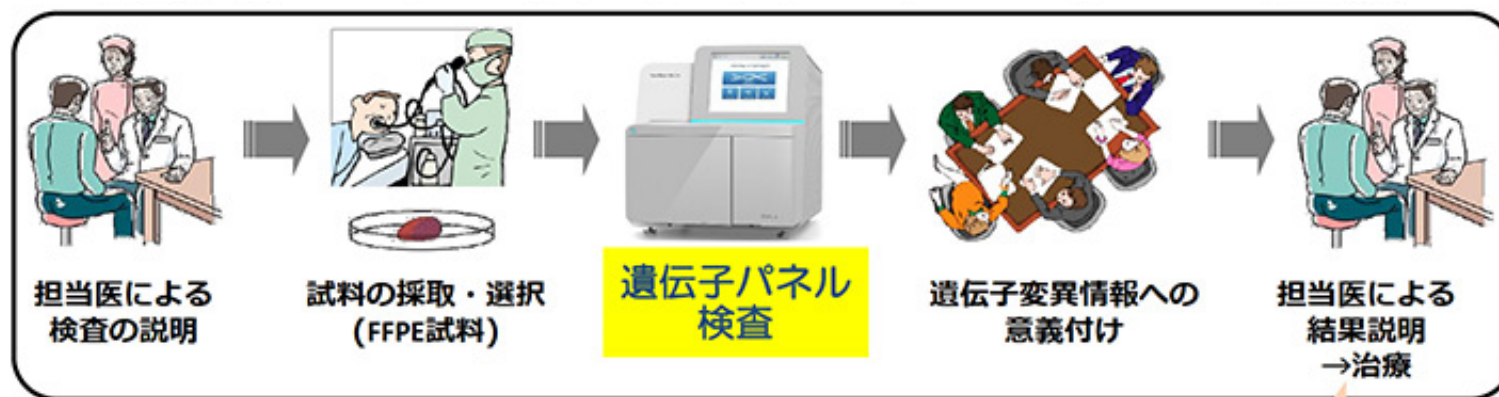 担当医による
検査の説明
試料の採取・選択
(FFPE試料)
遺伝子パネル
検査
遺伝子変異情報への
意義付け
担当医による
結果説明
→治療